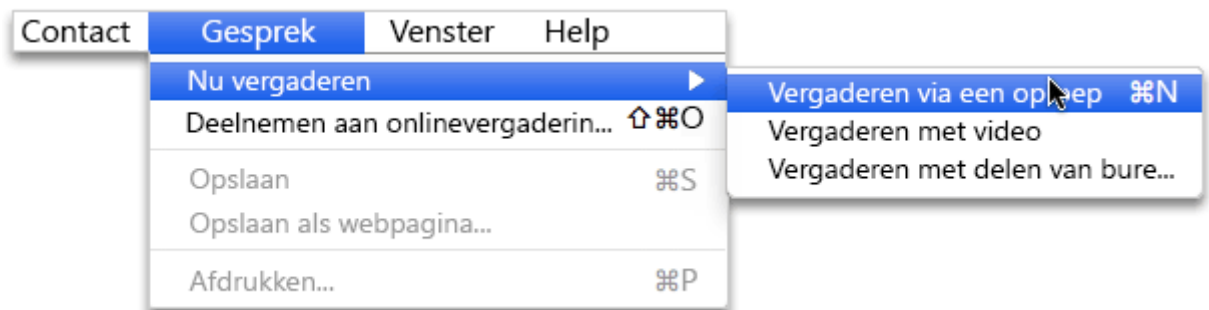 Contact Gesprek Venster Help
Nu vergaderen ▶
Deelnemen aan onlinevergaderin... ⇧⌘O
Opslaan ⌘S
Opslaan als webpagina...
Afdrukken... ⌘P
Vergaderen via een oproep ⌘N
Vergaderen met video
Vergaderen met delen van bure...